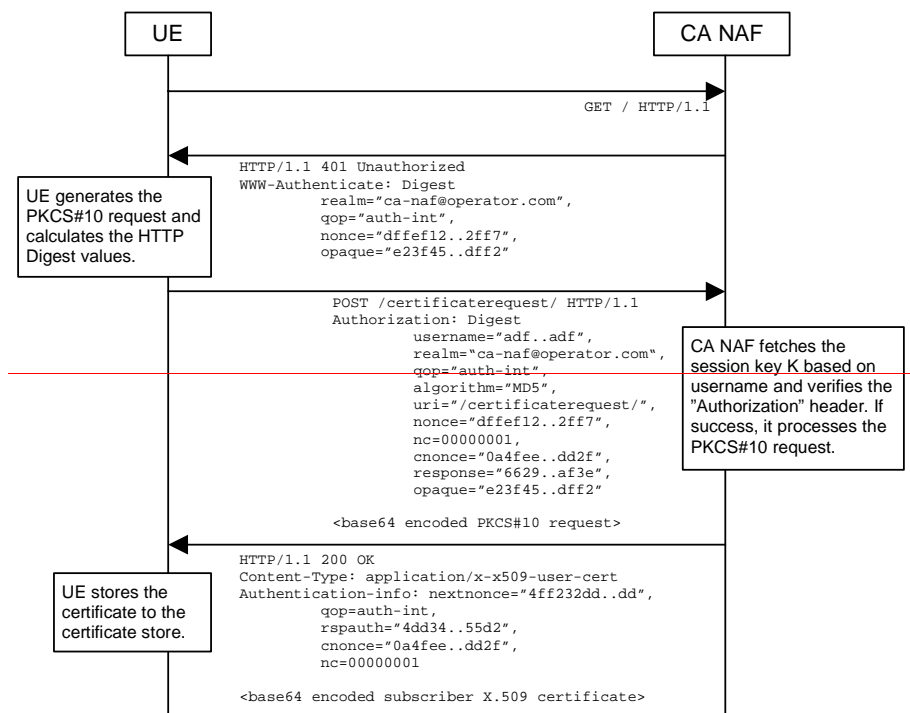 UE
CA NAF
GET / HTTP/1.1
HTTP/1.1 401 Unauthorized
WWW-Authenticate: Digest
realm="ca-naf@operator.com",
qop="auth-int",
nonce="dffef12..2ff7",
opaque="e23f45..dff2"
UE generates the
PKCS#10 request and
calculates the HTTP
Digest values.
POST /certificaterequest/ HTTP/1.1
Authorization: Digest
username="adf..adf",
realm="ca-naf@operator.com",
qop="auth-int",
algorithm="MD5",
uri="/certificaterequest/",
nonce="dffef12..2ff7",
nc=00000001,
cnonce="0a4fee..dd2f",
response="6629..af3e",
opaque="e23f45..dff2"
<base64 encoded PKCS#10 request>
CA NAF fetches the
session key K based on
username and verifies the
”Authorization” header. If
success, it processes the
PKCS#10 request.
HTTP/1.1 200 OK
Content-Type: application/x-x509-user-cert
Authentication-info: nextnonce="4ff232dd..dd",
qop=auth-int,
rspauth="4dd34..55d2",
cnonce="0a4fee..dd2f",
nc=00000001
<base64 encoded subscriber X.509 certificate>
UE stores the
certificate to the
certificate store.